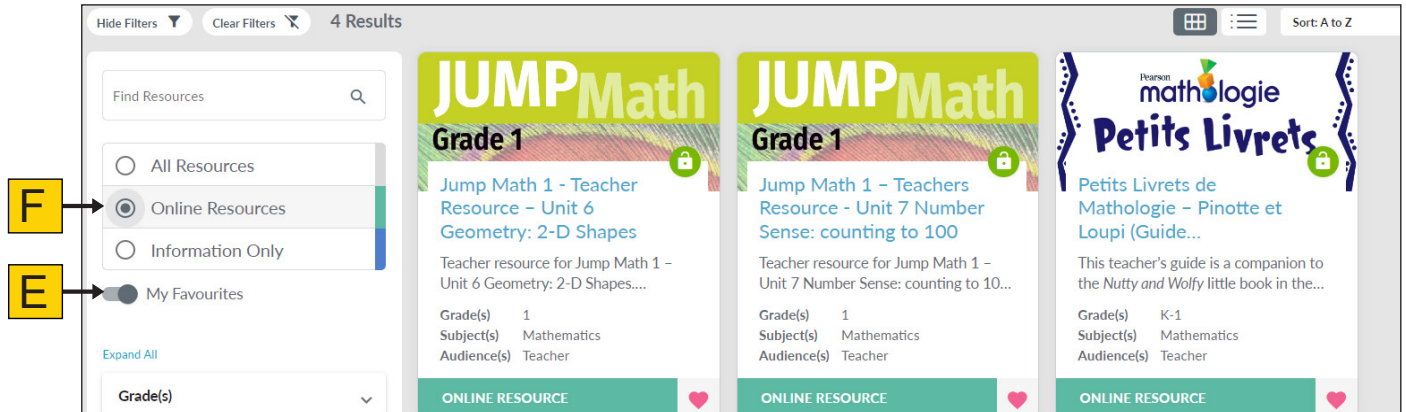 Hide Filters
Clear Filters
4 Results
Sort: A to Z
Find Resources
All Resources
F
Online Resources
Information Only
E
My Favourites
Expand All
Grade(s)
JUMPMath
Grade 1
Jump Math 1 - Teacher
Resource – Unit 6
Geometry: 2-D Shapes
Teacher resource for Jump Math 1 –
Unit 6 Geometry: 2-D Shapes....
Grade(s) 1
Subject(s) Mathematics
Audience(s) Teacher
ONLINE RESOURCE
JUMPMath
Grade 1
Jump Math 1 – Teachers
Resource - Unit 7 Number
Sense: counting to 100
Teacher resource for Jump Math 1 –
Unit 7 Number Sense: counting to 10...
Grade(s) 1
Subject(s) Mathematics
Audience(s) Teacher
ONLINE RESOURCE
Pearson
mathologie
Petits Livrets
Petits Livrets de
Mathologie – Pinotte et
Loupi (Guide...
This teacher's guide is a companion to
the Nutty and Wolfy little book in the...
Grade(s) K-1
Subject(s) Mathematics
Audience(s) Teacher
ONLINE RESOURCE